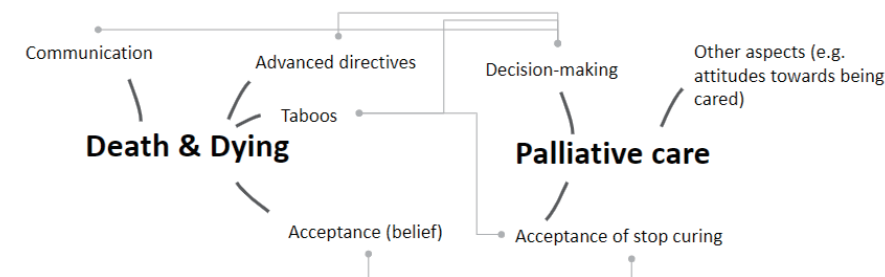 Communication
Advanced directives
Taboos
Death & Dying
Acceptance (belief)
Decision-making
Other aspects (e.g.
attitudes towards being
cared)
Palliative care
Acceptance of stop curing